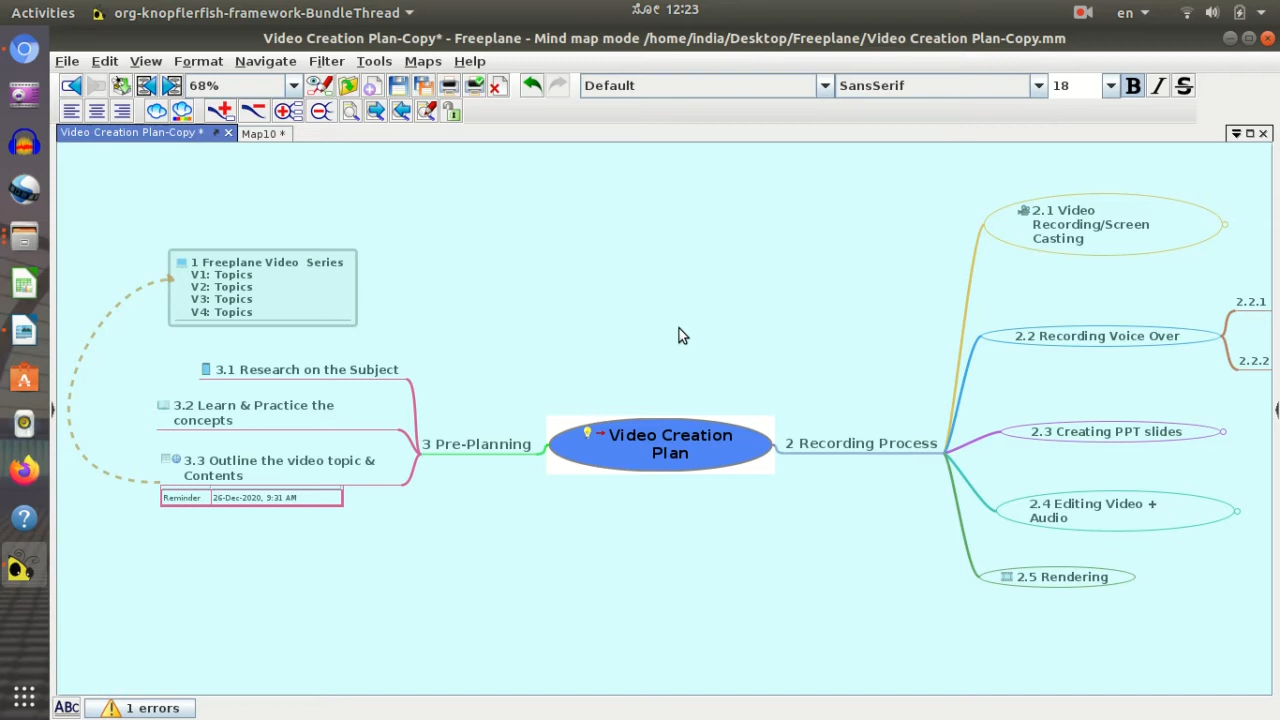 Activities
org-knopflerfish-framework-BundleThread
12:23
en
Video Creation Plan-Copy* - Freeplane - Mind map mode /home/india/Desktop/Freeplane/Video Creation Plan-Copy.mm
File Edit View Format Navigate Filter Tools Maps Help
68%
Default
SansSerif
18
B I S
Video Creation Plan-Copy *
Map10 *
1 Freeplane Video Series
V1: Topics
V2: Topics
V3: Topics
V4: Topics
3.1 Research on the Subject
3.2 Learn & Practice the
concepts
3.3 Outline the video topic &
Contents
Reminder 26-Dec-2020, 9:31 AM
3 Pre-Planning
Video Creation
Plan
2 Recording Process
2.1 Video
Recording/Screen
Casting
2.2 Recording Voice Over
2.2.1
2.2.2
2.3 Creating PPT slides
2.4 Editing Video +
Audio
2.5 Rendering
ABC
1 errors